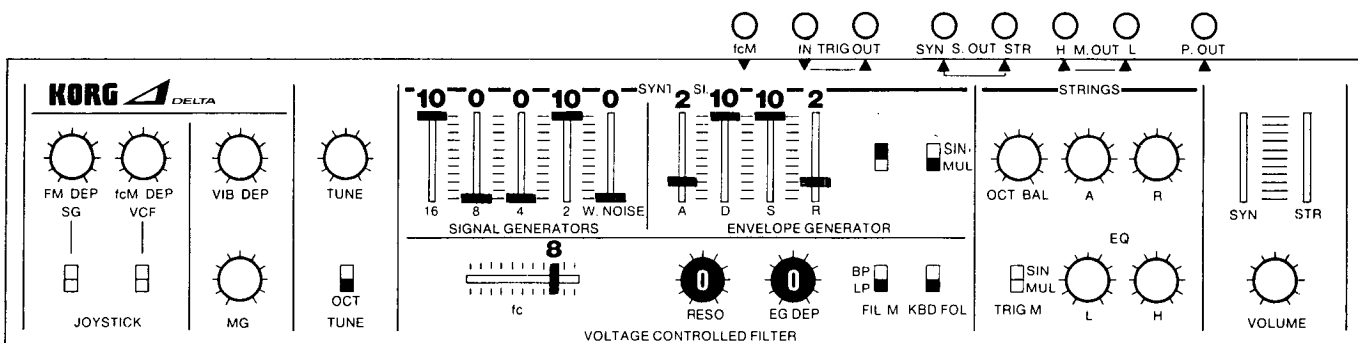 fcM IN TRIG OUT SYN S. OUT STR H M. OUT L P. OUT
KORG DELTA
SYNT SI.
STRINGS
10 0 0 10 0 2 10 10 2
SIN
MUL
FM DEP fcM DEP VIB DEP TUNE
SG VCF
16 8 4 2 W. NOISE A D S R
OCT BAL A R
SYN STR
SIGNAL GENERATORS ENVELOPE GENERATOR
EQ
8
0 0
BP
LP
SIN
MUL
OCT
fc RESO EG DEP FIL M KBD FOL TRIG M L H
JOYSTICK MG TUNE VOLUME
VOLTAGE CONTROLLED FILTER